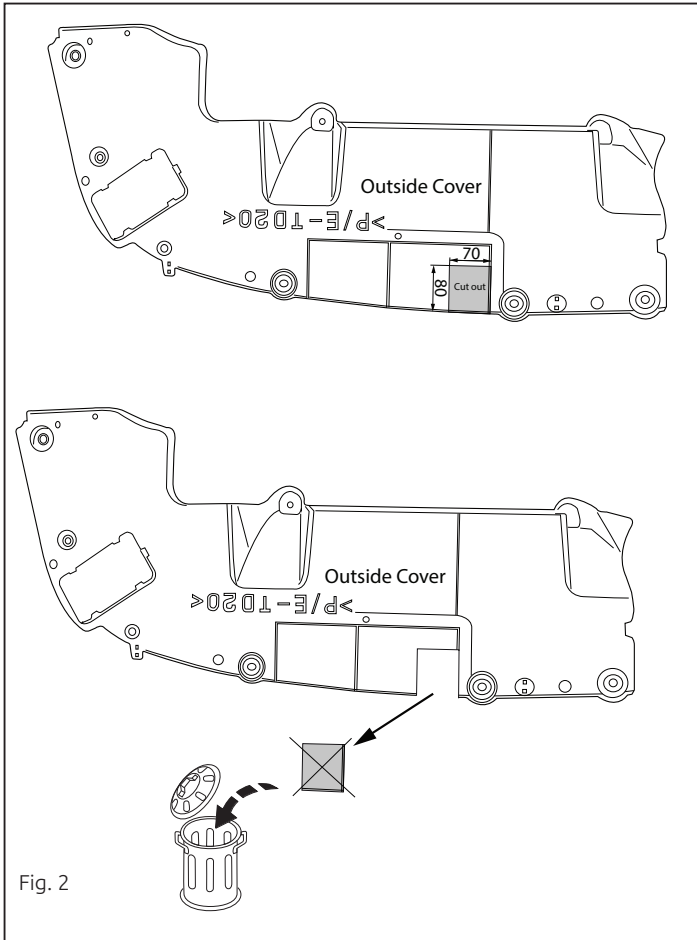 Outside Cover
>P/E-TD20<
70
80
Cut out
Outside Cover
>P/E-TD20<
Fig. 2